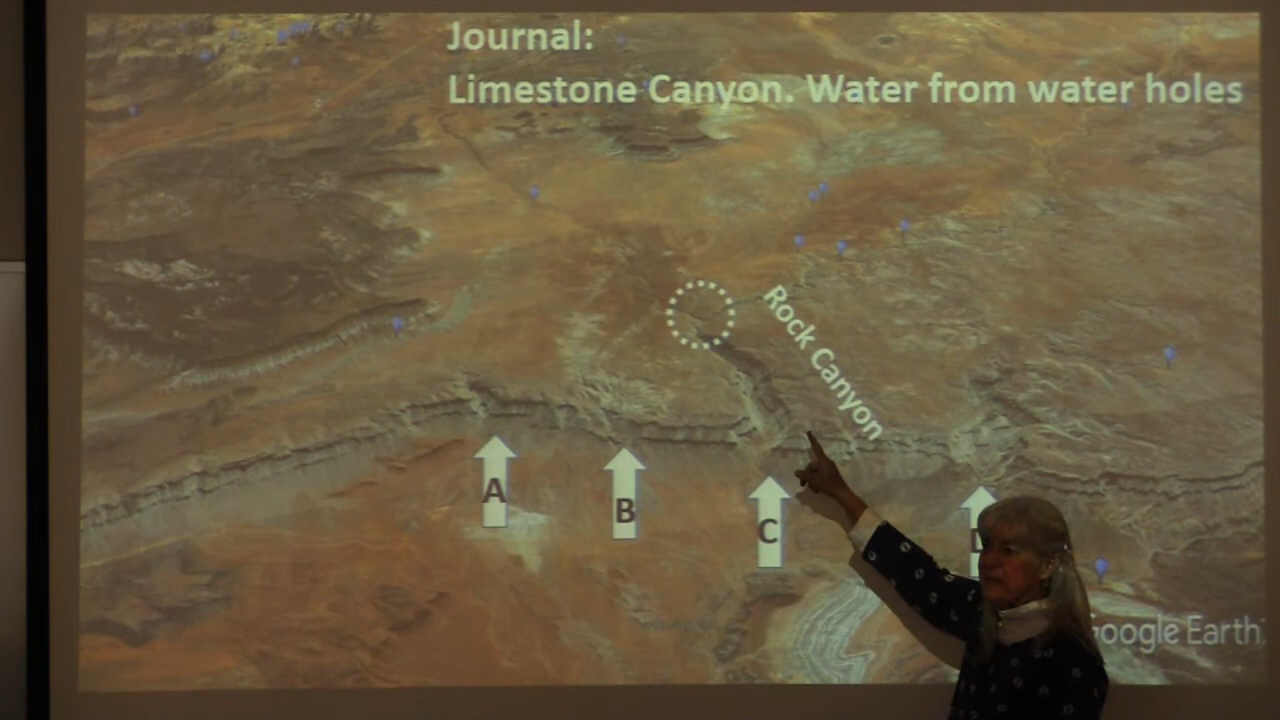 Journal:
Limestone Canyon. Water from water holes
Rock Canyon
A
B
C
D
Google Earth